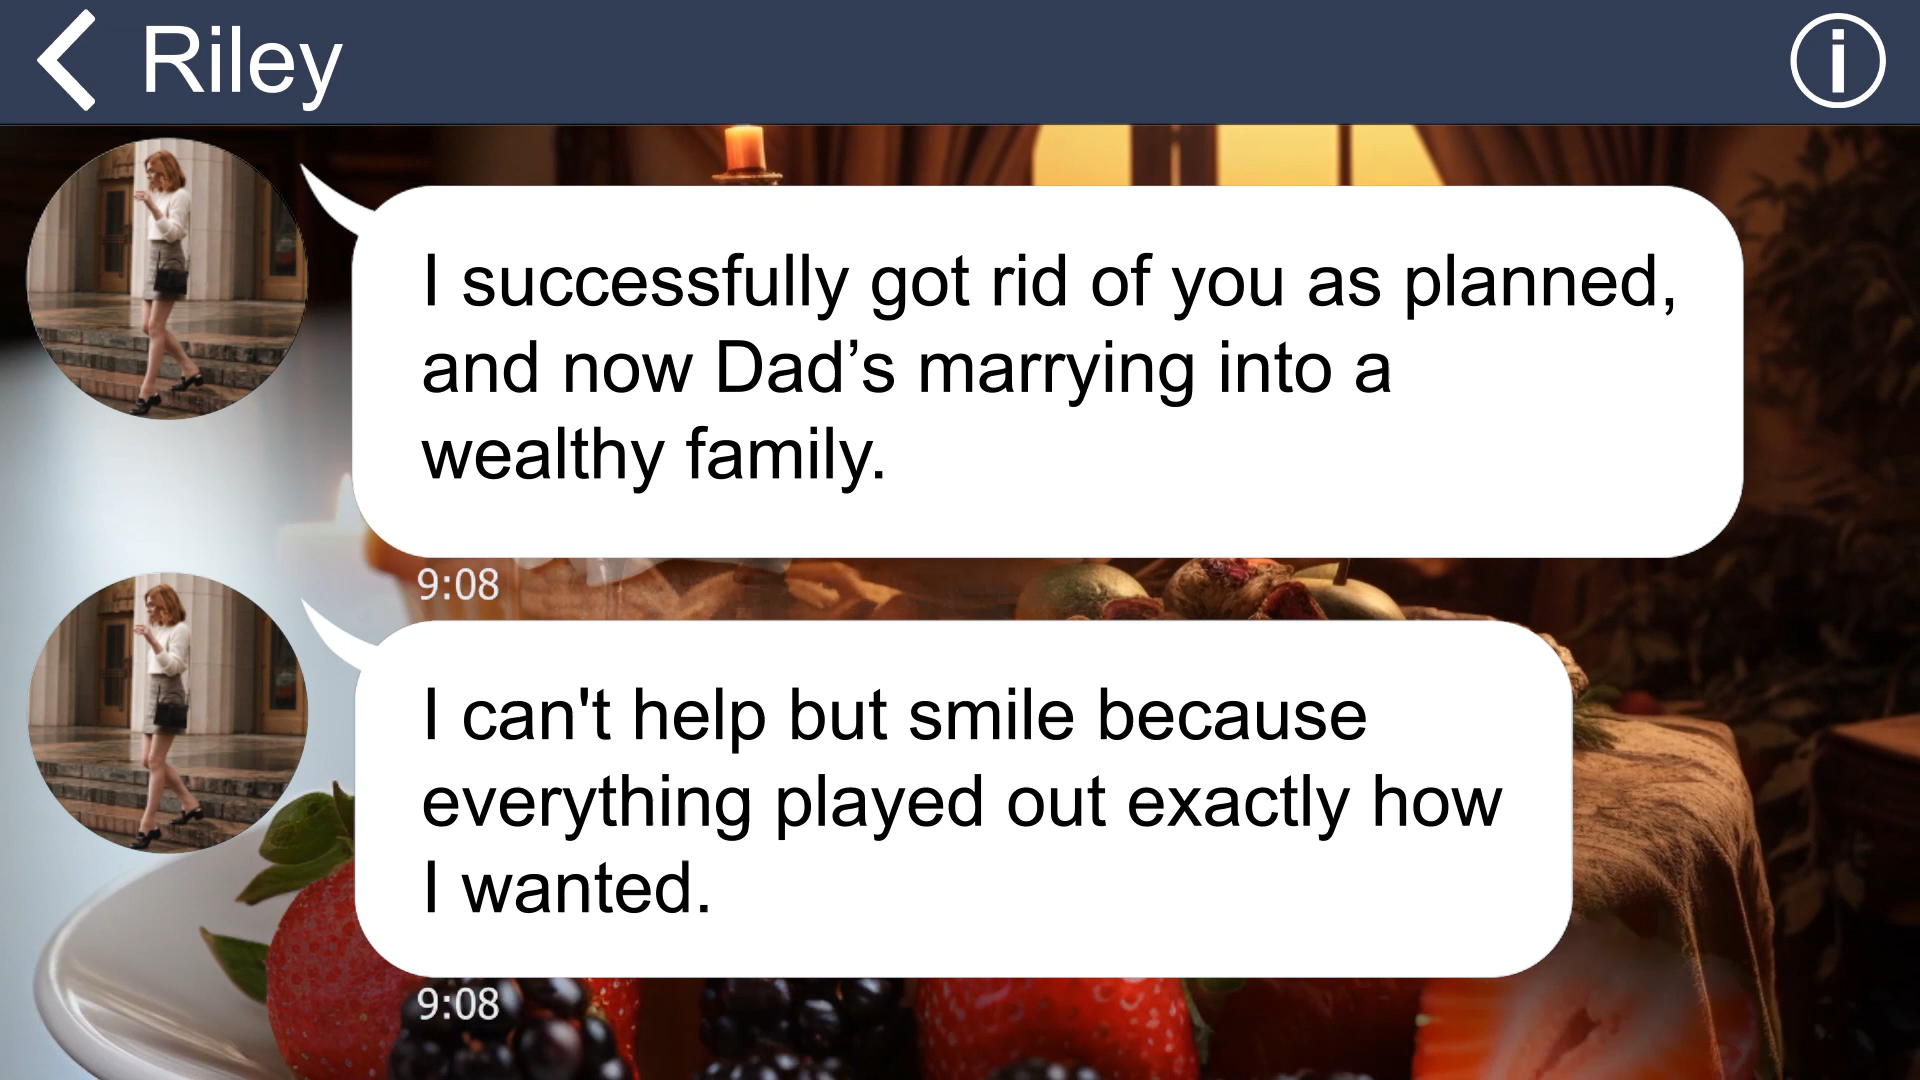 Riley
I successfully got rid of you as planned,
and now Dad’s marrying into a
wealthy family.
9:08
I can't help but smile because
everything played out exactly how
I wanted.
9:08